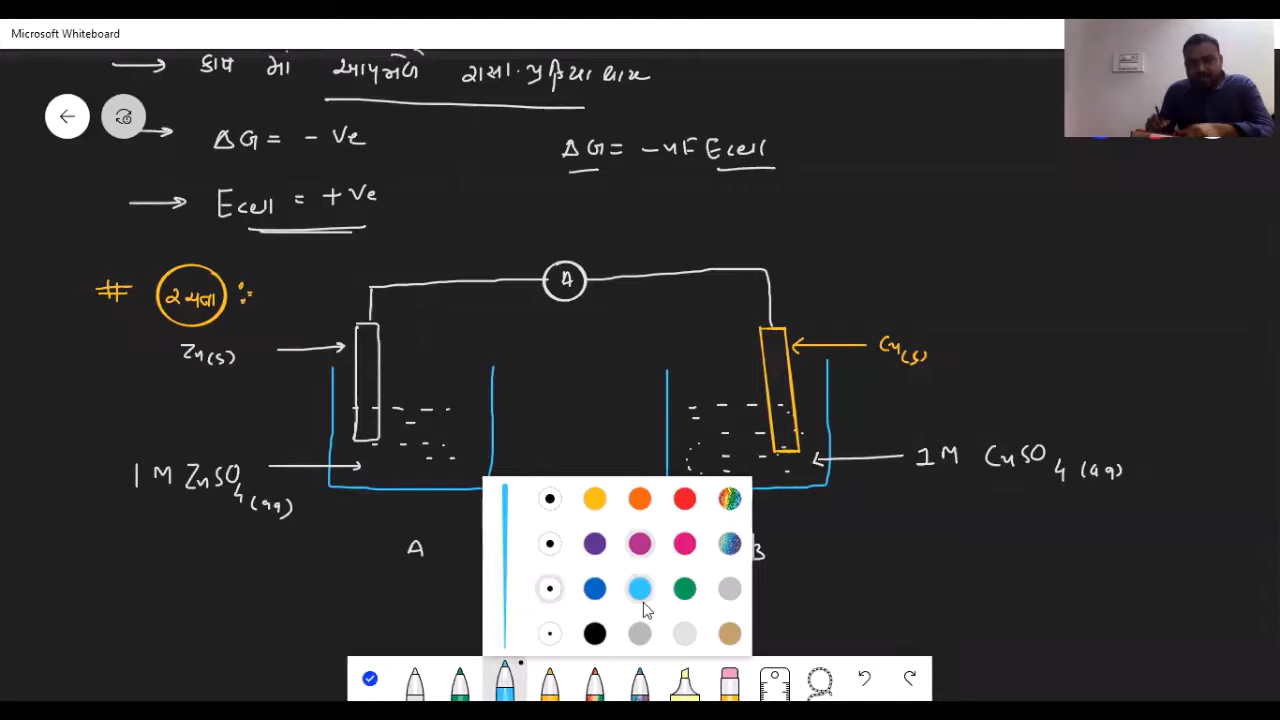 Microsoft Whiteboard
→ કોષ માં આપમેળે રાસા. પ્રક્રિયા થાય
→ ΔG = - Ve
ΔG = -nF Ecell
→ Ecell = + Ve
# રચના :-
A
Zn(s)
Cu(s)
1 M ZnSO4(aq)
1M CuSO4(aq)
A
B